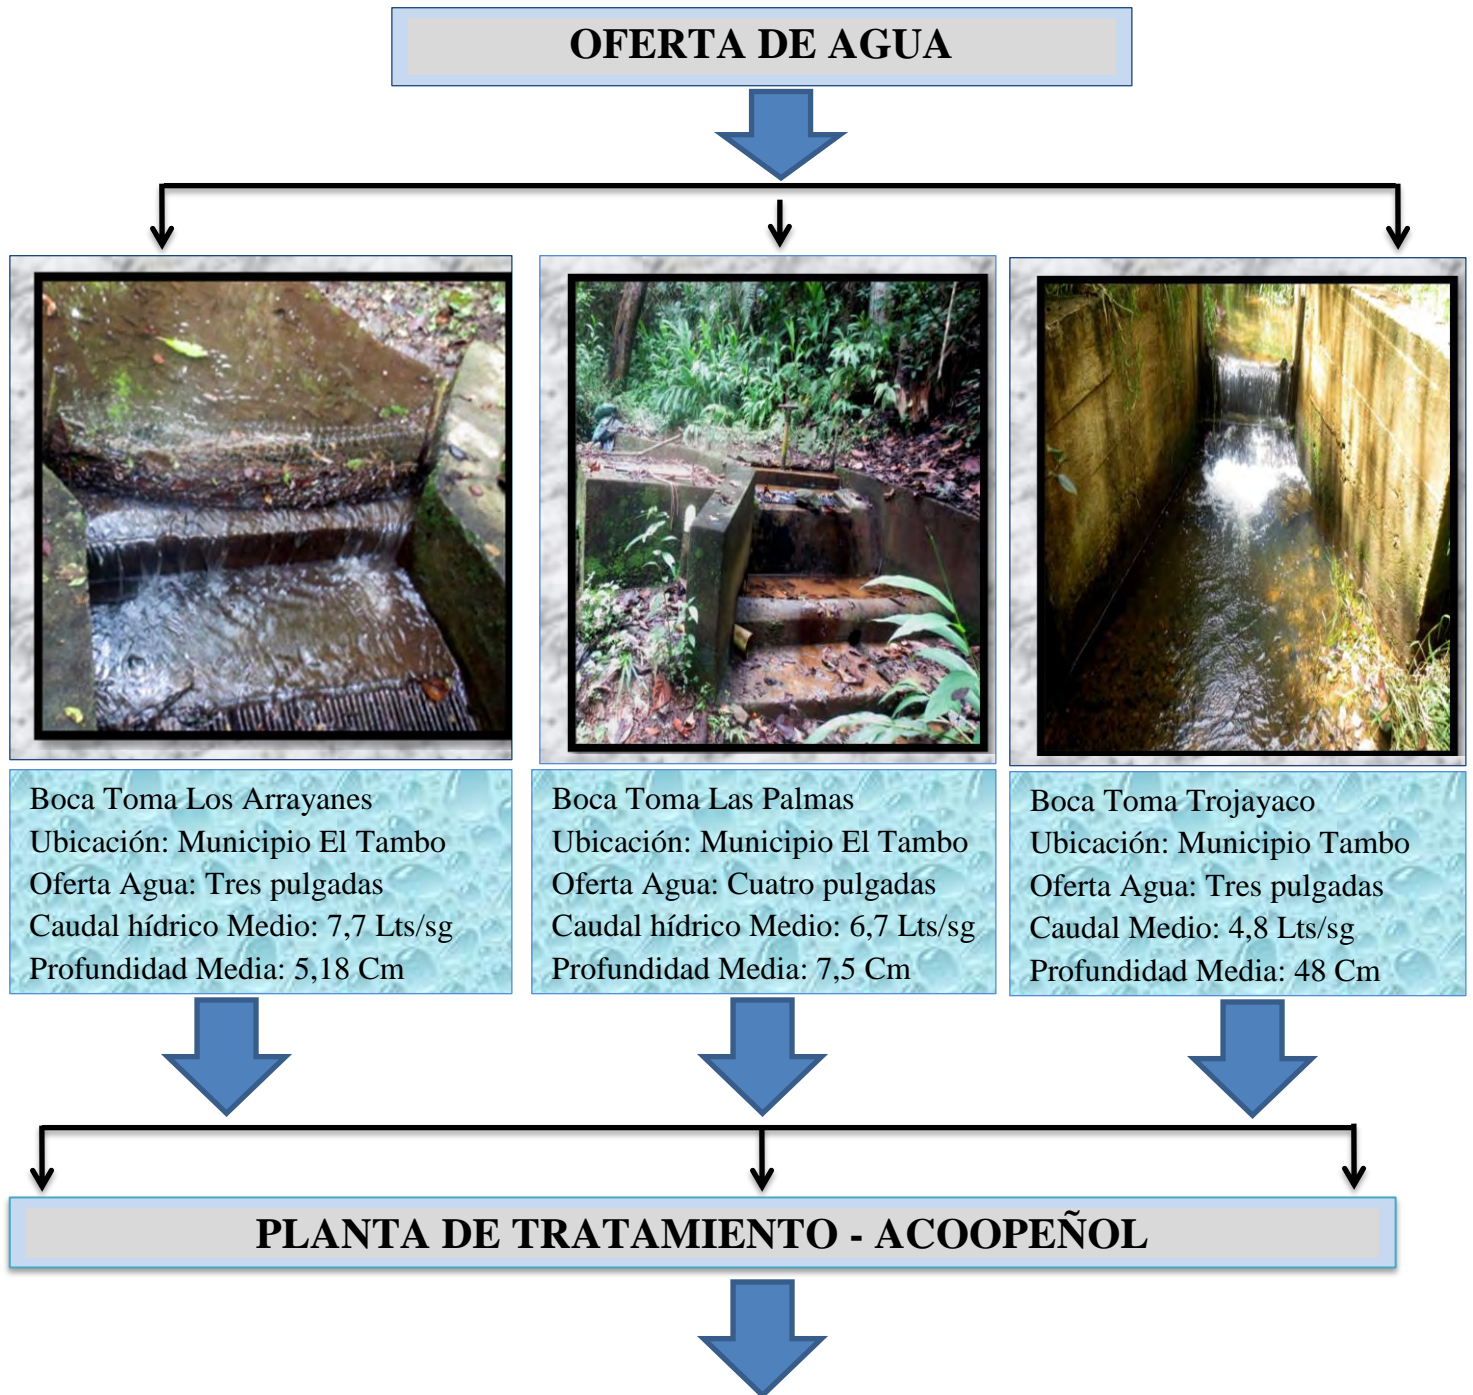 OFERTA DE AGUA
Boca Toma Los Arrayanes
Ubicación: Municipio El Tambo
Oferta Agua: Tres pulgadas
Caudal hídrico Medio: 7,7 Lts/sg
Profundidad Media: 5,18 Cm
Boca Toma Las Palmas
Ubicación: Municipio El Tambo
Oferta Agua: Cuatro pulgadas
Caudal hídrico Medio: 6,7 Lts/sg
Profundidad Media: 7,5 Cm
Boca Toma Trojayaco
Ubicación: Municipio Tambo
Oferta Agua: Tres pulgadas
Caudal Medio: 4,8 Lts/sg
Profundidad Media: 48 Cm
PLANTA DE TRATAMIENTO - ACOOPEÑOL